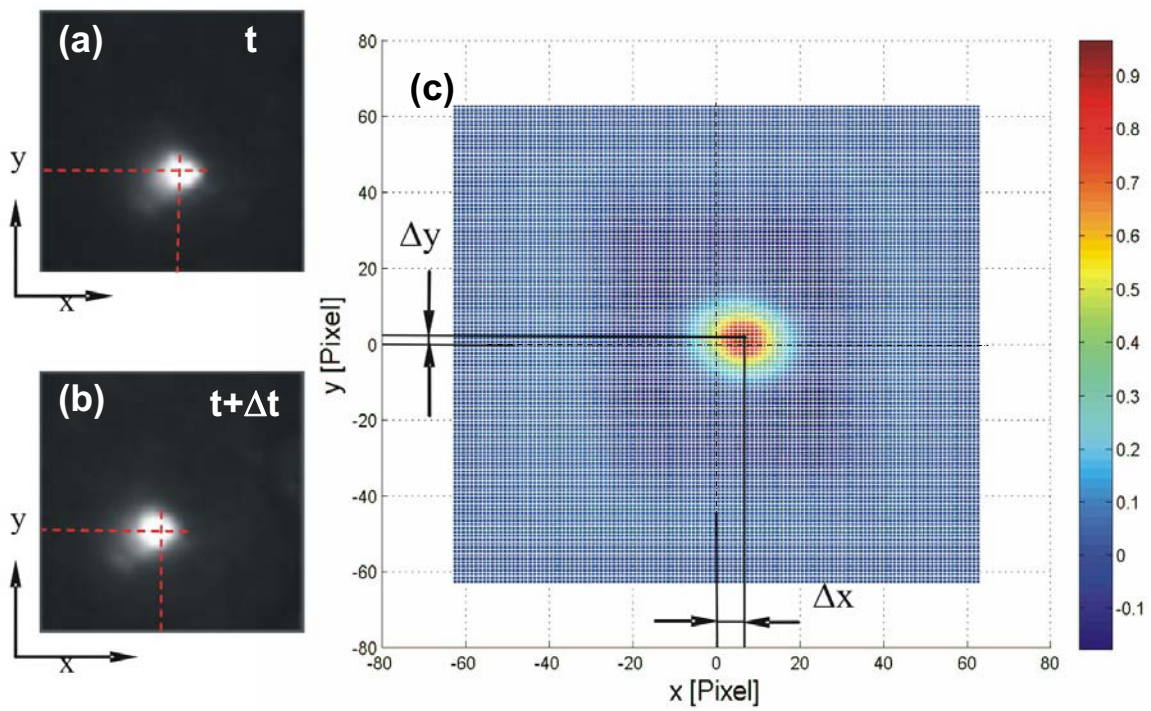 (a) t
y
x
(b) t+Δt
y
x
(c)
80
60
40
20
0
-20
-40
-60
-80
y [Pixel]
Δy
Δx
-80 -60 -40 -20 0 20 40 60 80
x [Pixel]
0.9
0.8
0.7
0.6
0.5
0.4
0.3
0.2
0.1
0
-0.1